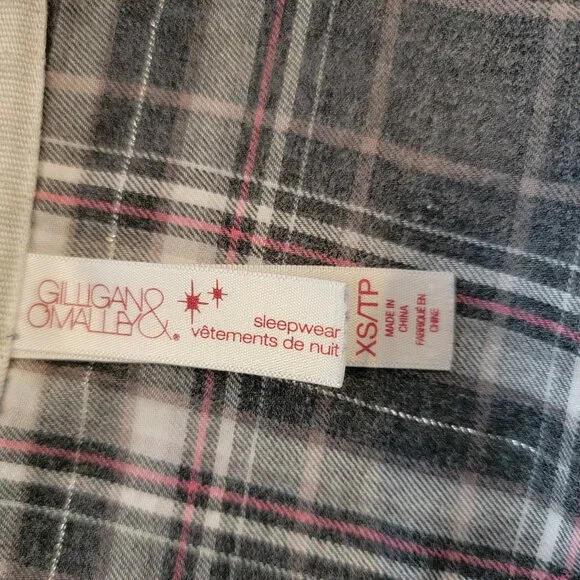 GILLIGAN &
O'MALLEY®
sleepwear
vêtements de nuit
XS/TP
MADE IN
CHINA
FABRIQUÉ EN
CHINE